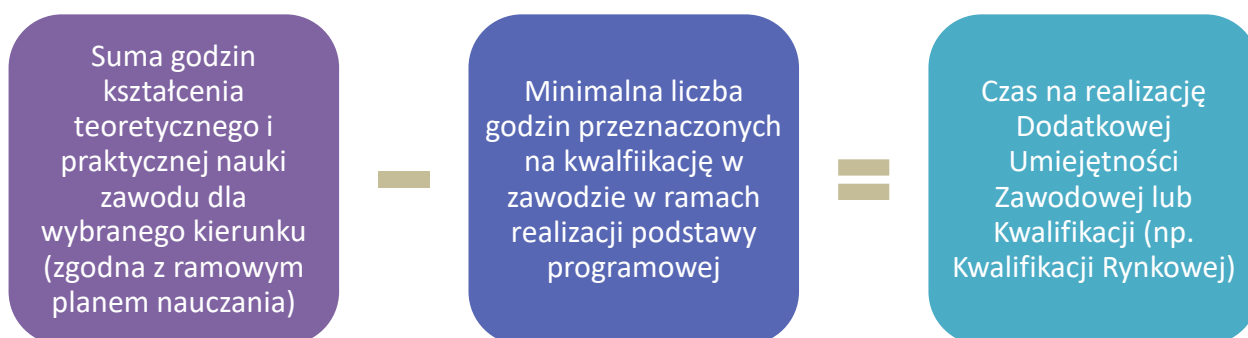 Suma godzin
kształcenia
teoretycznego i
praktycznej nauki
zawodu dla
wybranego kierunku
(zgodna z ramowym
planem nauczania)
Minimalna liczba
godzin przeznaczonych
na kwalfiikację w
zawodzie w ramach
realizacji podstawy
programowej
Czas na realizację
Dodatkowej
Umiejętności
Zawodowej lub
Kwalifikacji (np.
Kwalifikacji Rynkowej)